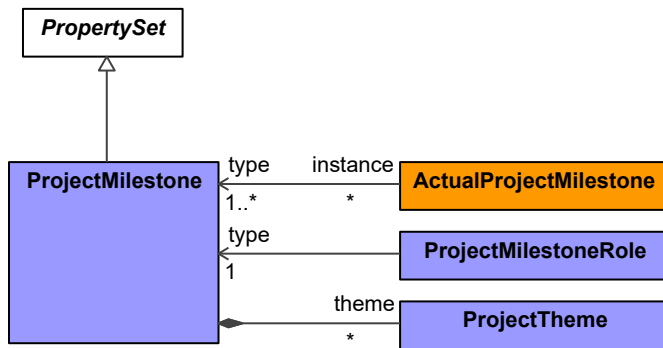 PropertySet
ProjectMilestone
type instance
ActualProjectMilestone
1..* *
type
ProjectMilestoneRole
1
theme
ProjectTheme
*